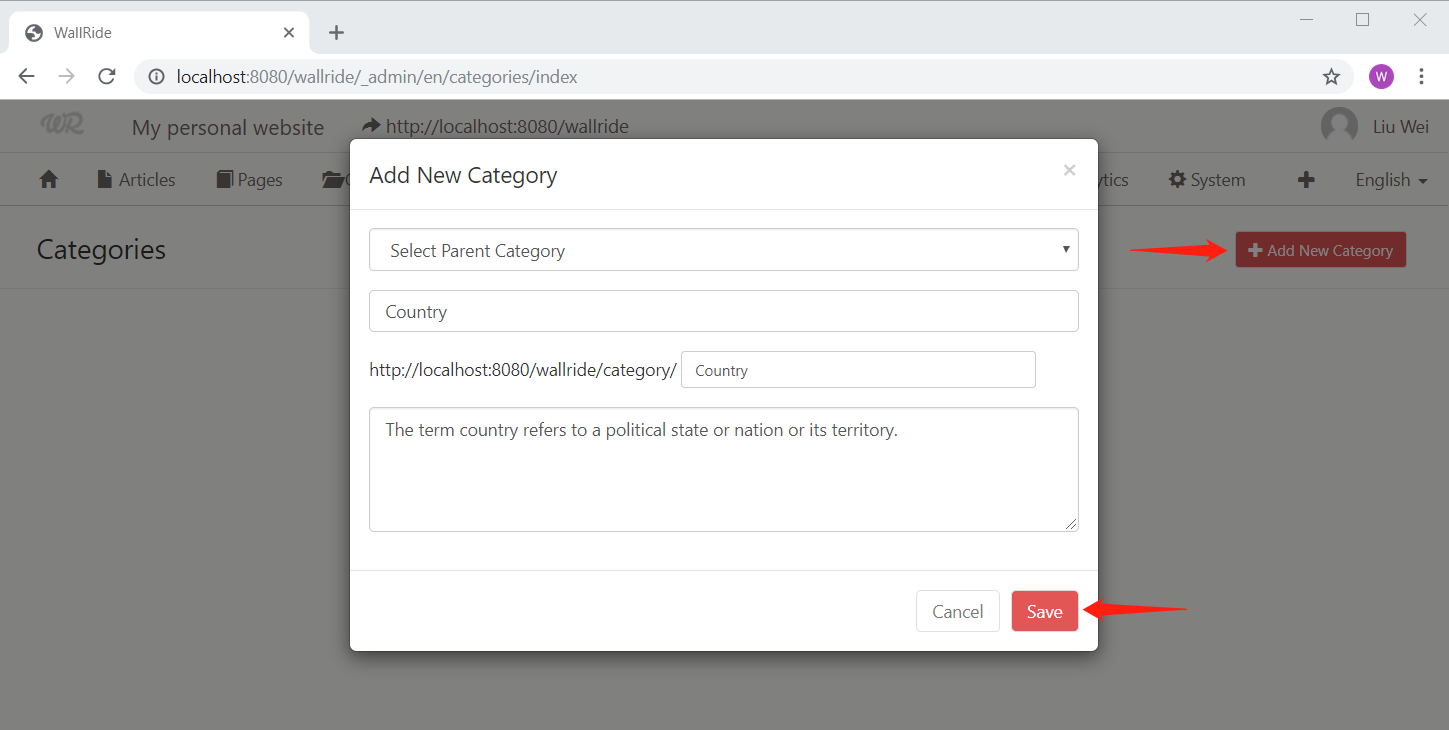 WallRide
localhost:8080/wallride/_admin/en/categories/index
W
WR My personal website http://localhost:8080/wallride Liu Wei
Articles Pages System English
Categories
Add New Category
Add New Category
Select Parent Category
Country
http://localhost:8080/wallride/category/ Country
The term country refers to a political state or nation or its territory.
Cancel Save